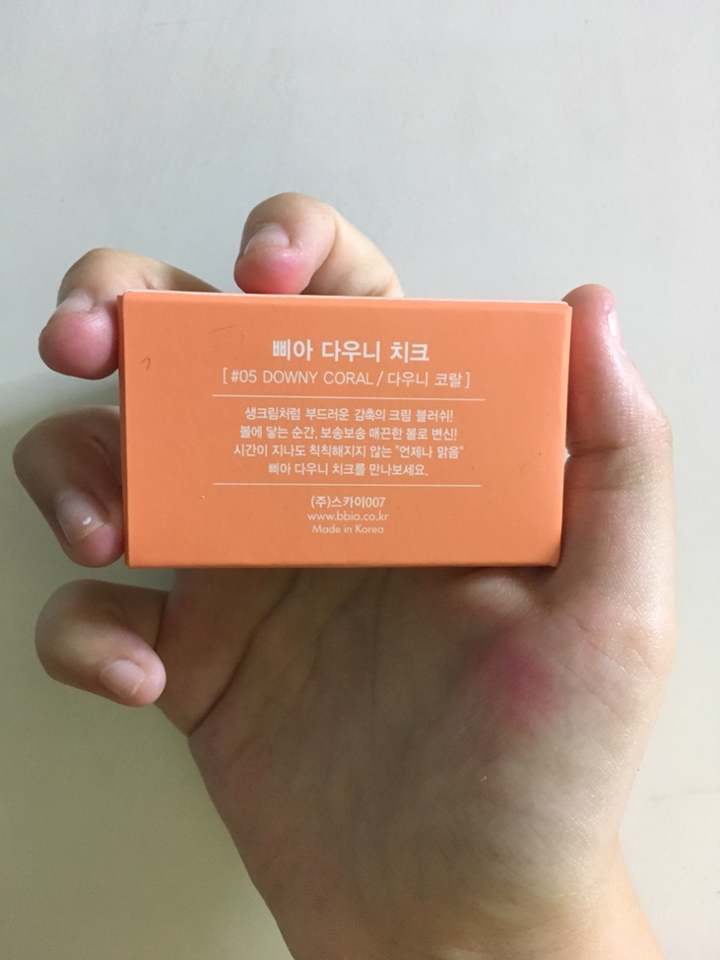 삐아 다우니 치크
[ #05 DOWNY CORAL / 다우니 코랄 ]
생크림처럼 부드러운 감촉의 크림 블러쉬!
볼에 닿는 순간, 보송보송 매끈한 볼로 변신!
시간이 지나도 칙칙해지지 않는 "언제나 맑음"
삐아 다우니 치크를 만나보세요.
(주)스카이007
www.bbia.co.kr
Made in Korea